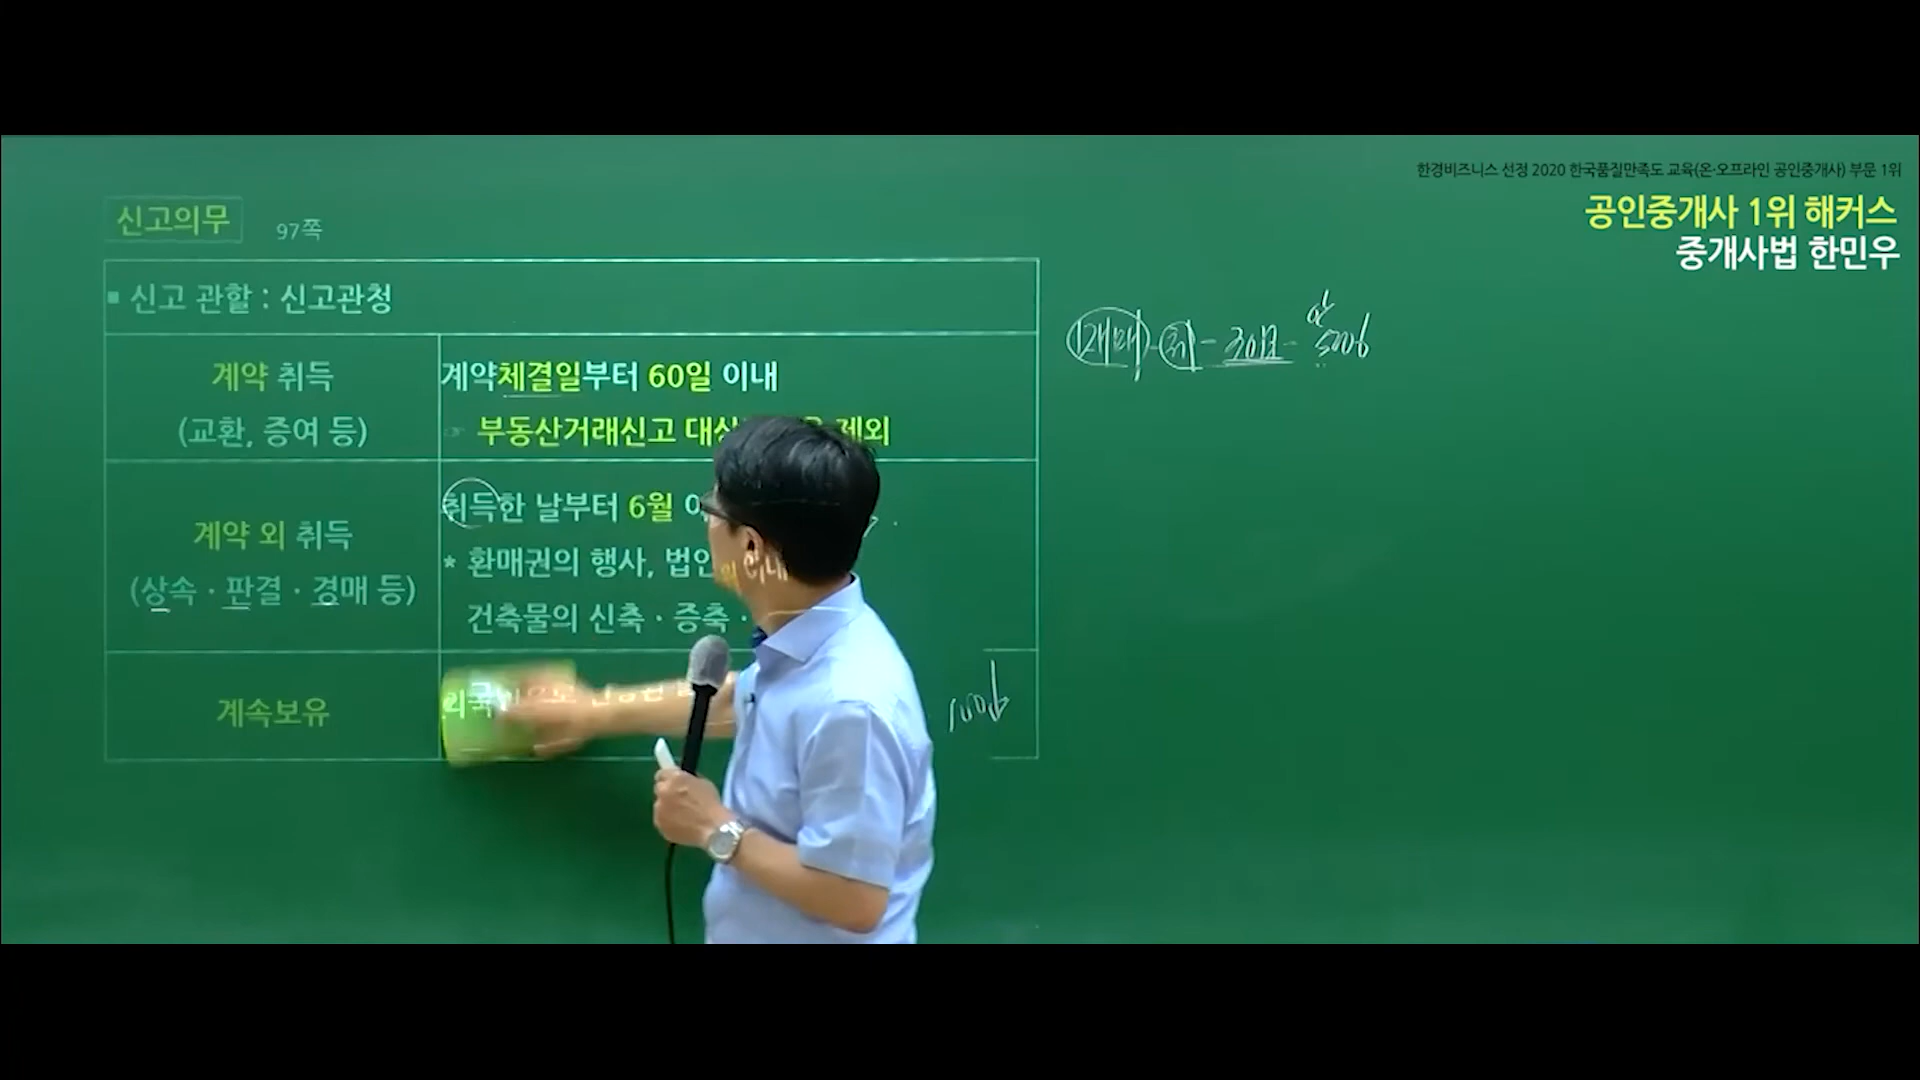 한경비즈니스 선정 2020 한국품질만족도 교육(온·오프라인 공인중개사) 부문 1위
공인중개사 1위 해커스
중개사법 한민우
신고의무 97쪽
▪ 신고 관할 : 신고관청
계약 취득
(교환, 증여 등)
계약체결일부터 60일 이내
부동산거래신고 대상 제외
계약 외 취득
(상속 · 판결 · 경매 등)
취득한 날부터 6월
* 환매권의 행사, 법인
건축물의 신축 · 증축 ·
계속보유
30일